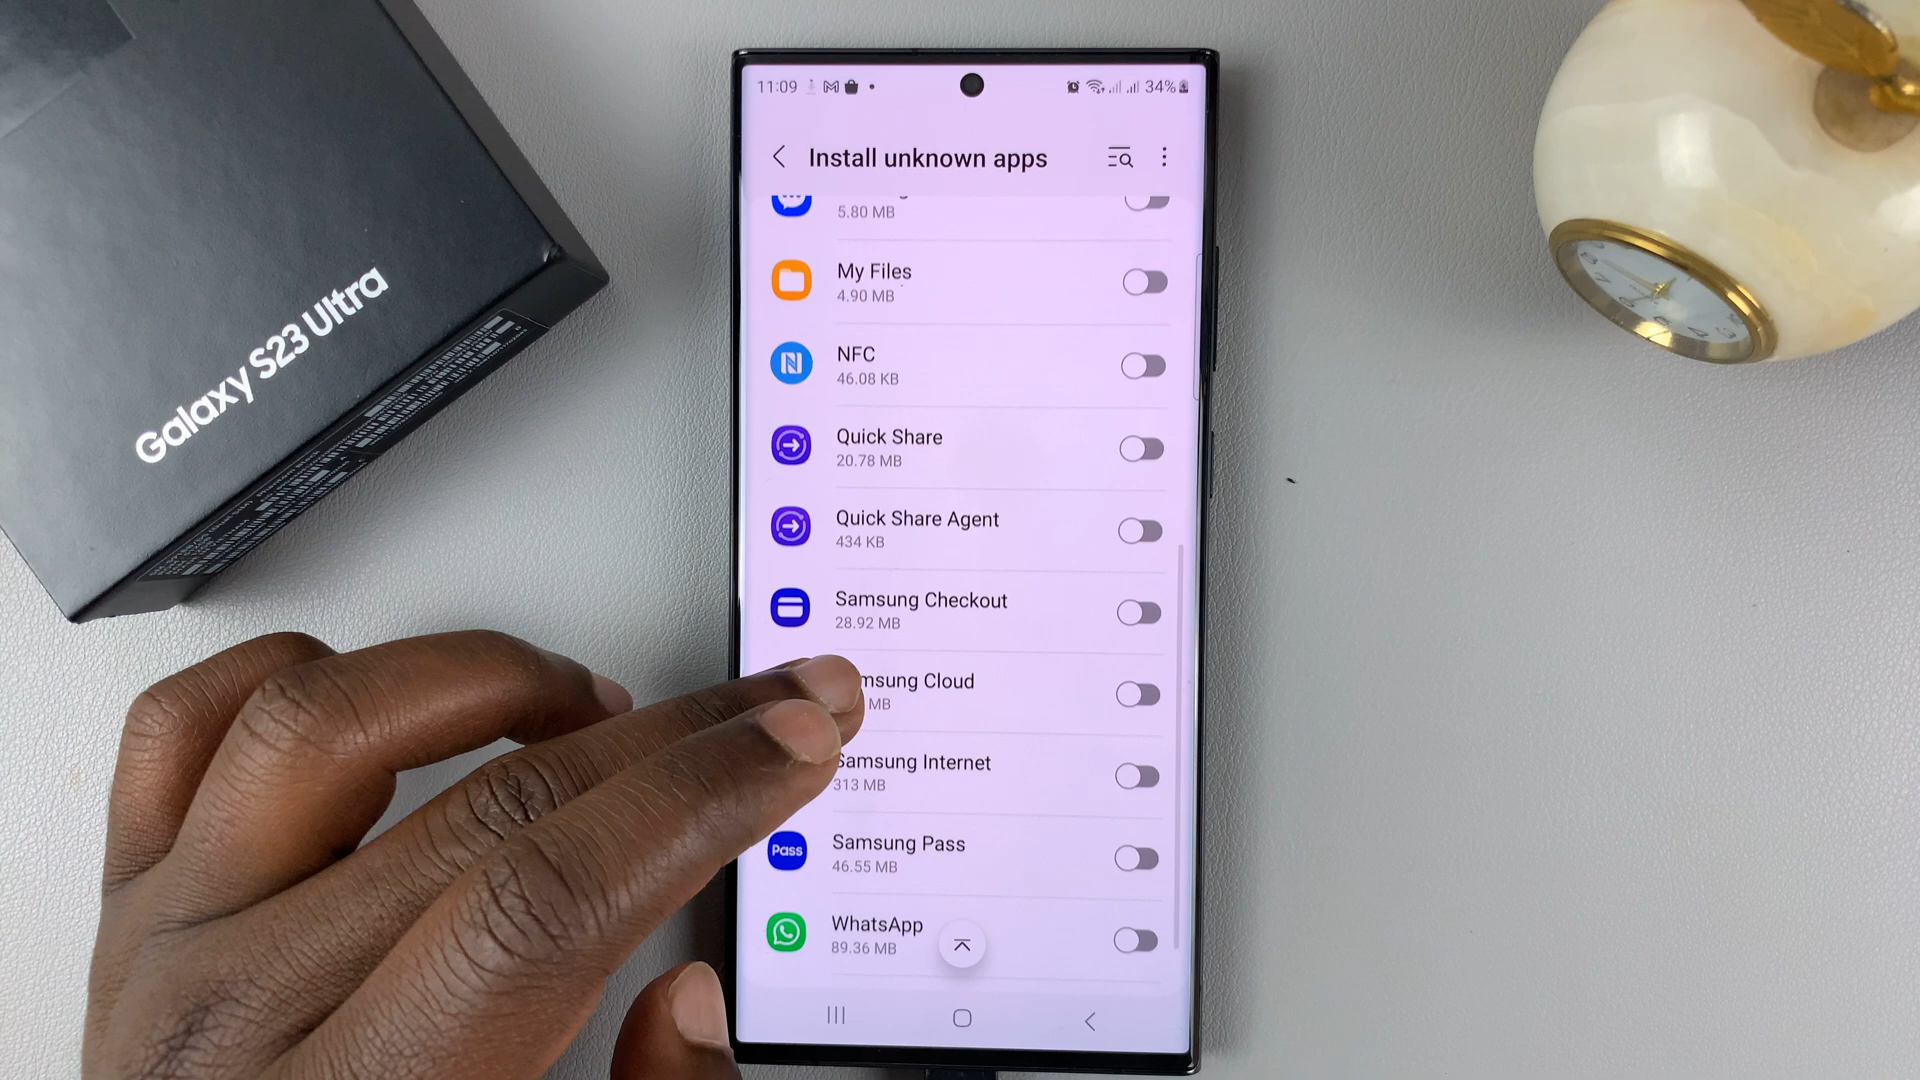 Galaxy S23 Ultra
11:09
34%
Install unknown apps
5.80 MB
My Files
4.90 MB
NFC
46.08 KB
Quick Share
20.78 MB
Quick Share Agent
434 KB
Samsung Checkout
28.92 MB
msung Cloud
MB
Samsung Internet
313 MB
Pass
Samsung Pass
46.55 MB
WhatsApp
89.36 MB